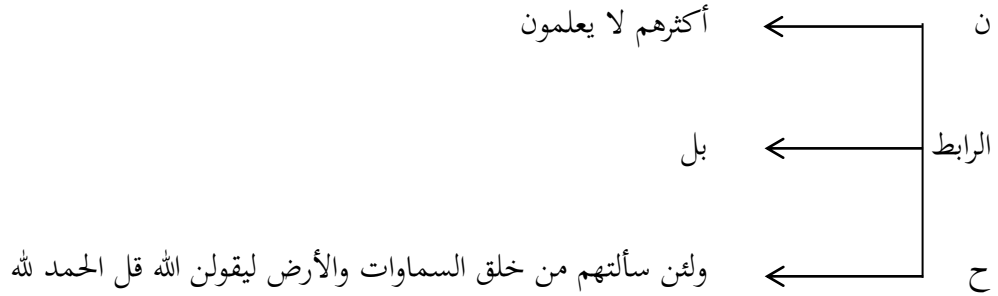 ن أكثرهم لا يعلمون
الرابط بل
ح ولئن سألتهم من خلق السماوات والأرض ليقولن الله قل الحمد لله